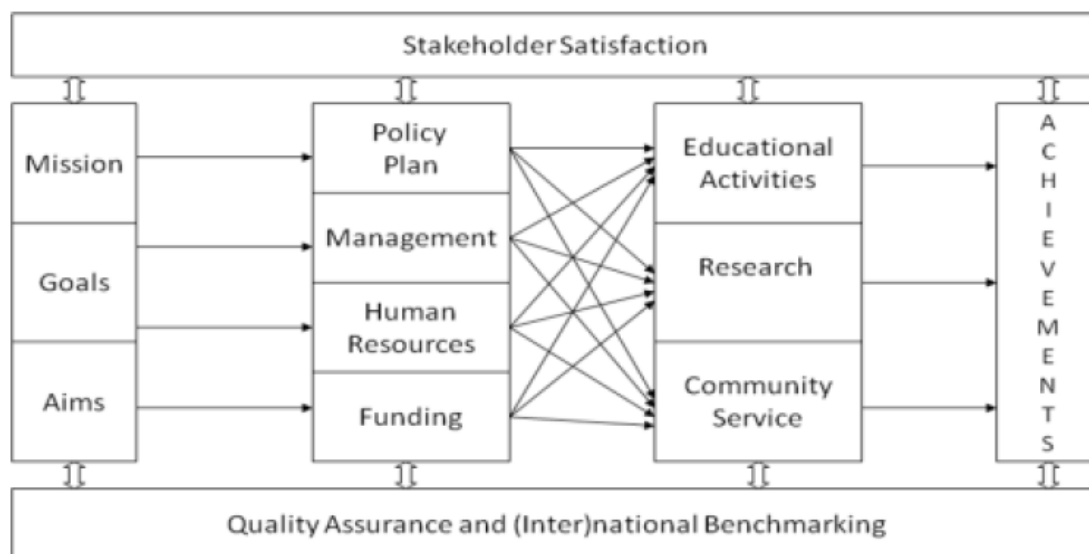 Stakeholder Satisfaction
Mission
Goals
Aims
Policy
Plan
Management
Human
Resources
Funding
Educational
Activities
Research
Community
Service
A
C
H
I
E
V
E
M
E
N
T
S
Quality Assurance and (Inter)national Benchmarking